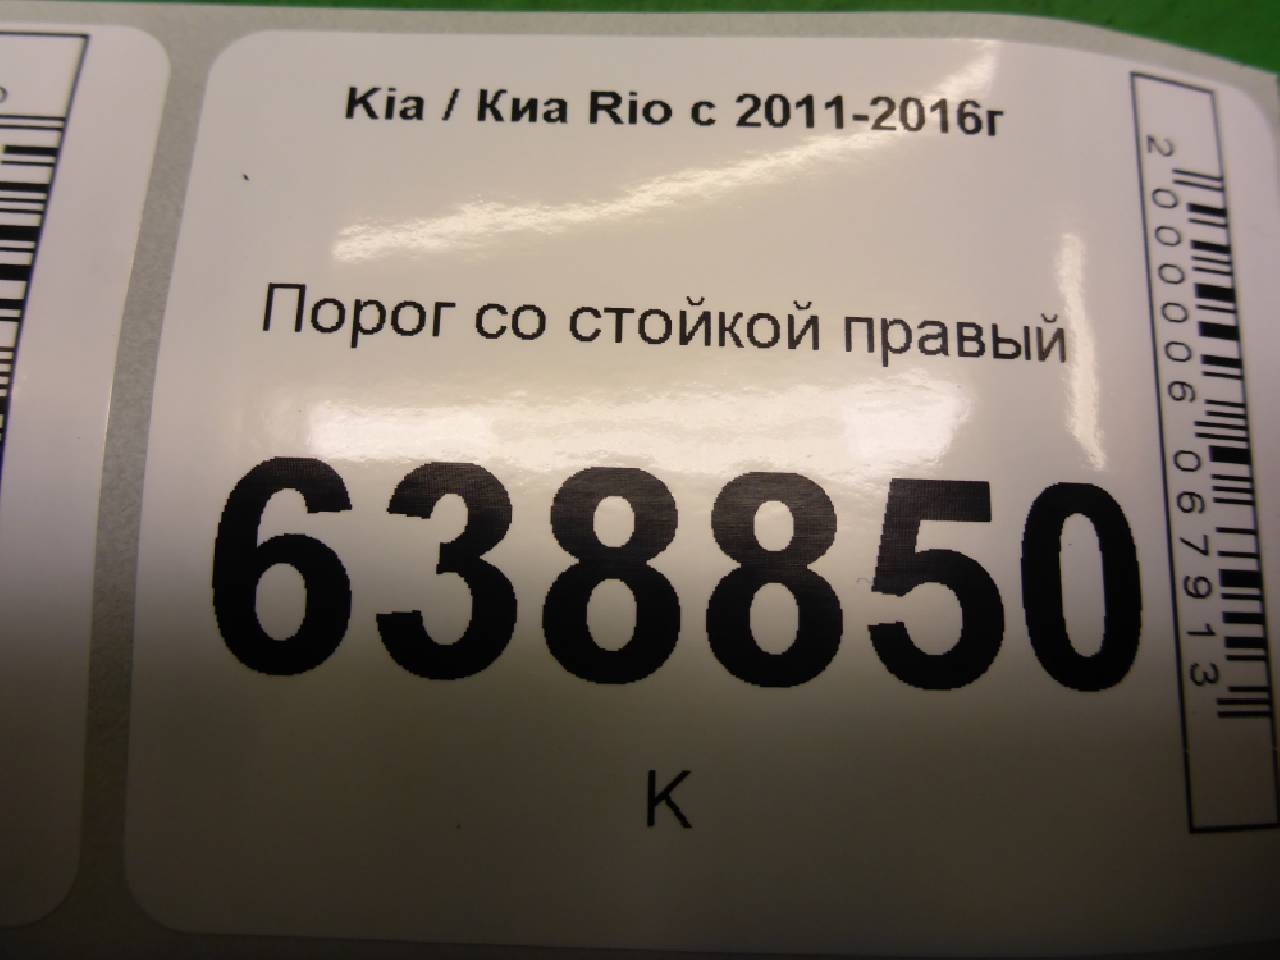 Kia / Киа Rio с 2011-2016г
Порог со стойкой правый
638850
К
2000006067913